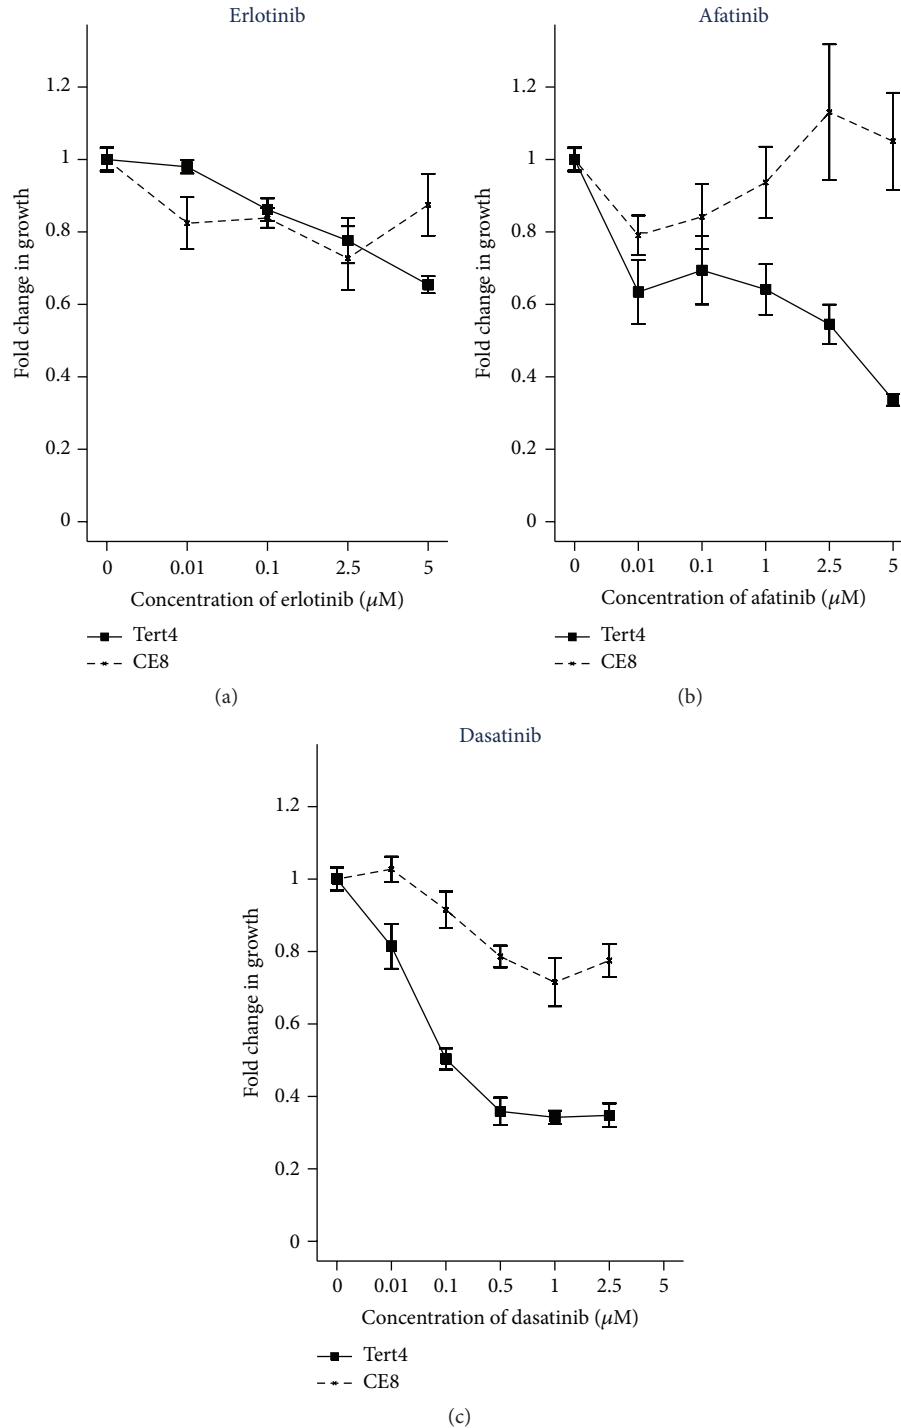 Erlotinib
1.2
1
0.8
0.6
0.4
0.2
0
Fold change in growth
0 0.01 0.1 2.5 5
Concentration of erlotinib (μM)
Tert4
CE8
(a)
Afatinib
1.2
1
0.8
0.6
0.4
0.2
0
Fold change in growth
0 0.01 0.1 1 2.5 5
Concentration of afatinib (μM)
Tert4
CE8
(b)
Dasatinib
1.2
1
0.8
0.6
0.4
0.2
0
Fold change in growth
0 0.01 0.1 0.5 1 2.5 5
Concentration of dasatinib (μM)
Tert4
CE8
(c)